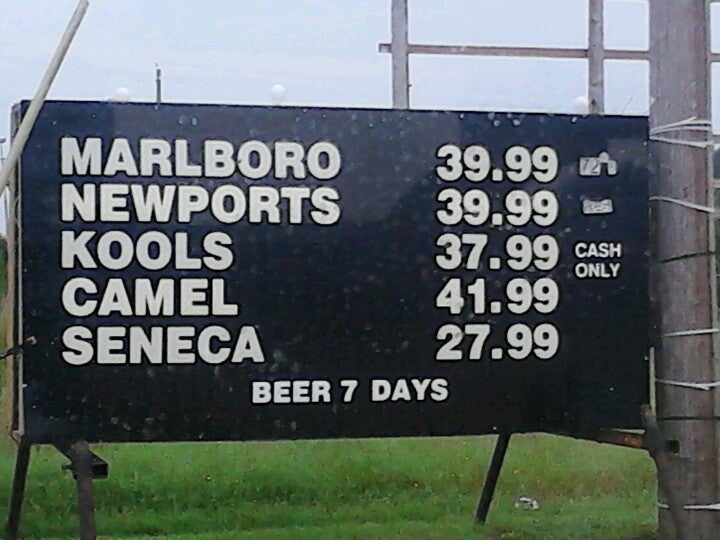 MARLBORO 39.99
NEWPORTS 39.99
KOOLS 37.99 CASH ONLY
CAMEL 41.99
SENECA 27.99
BEER 7 DAYS